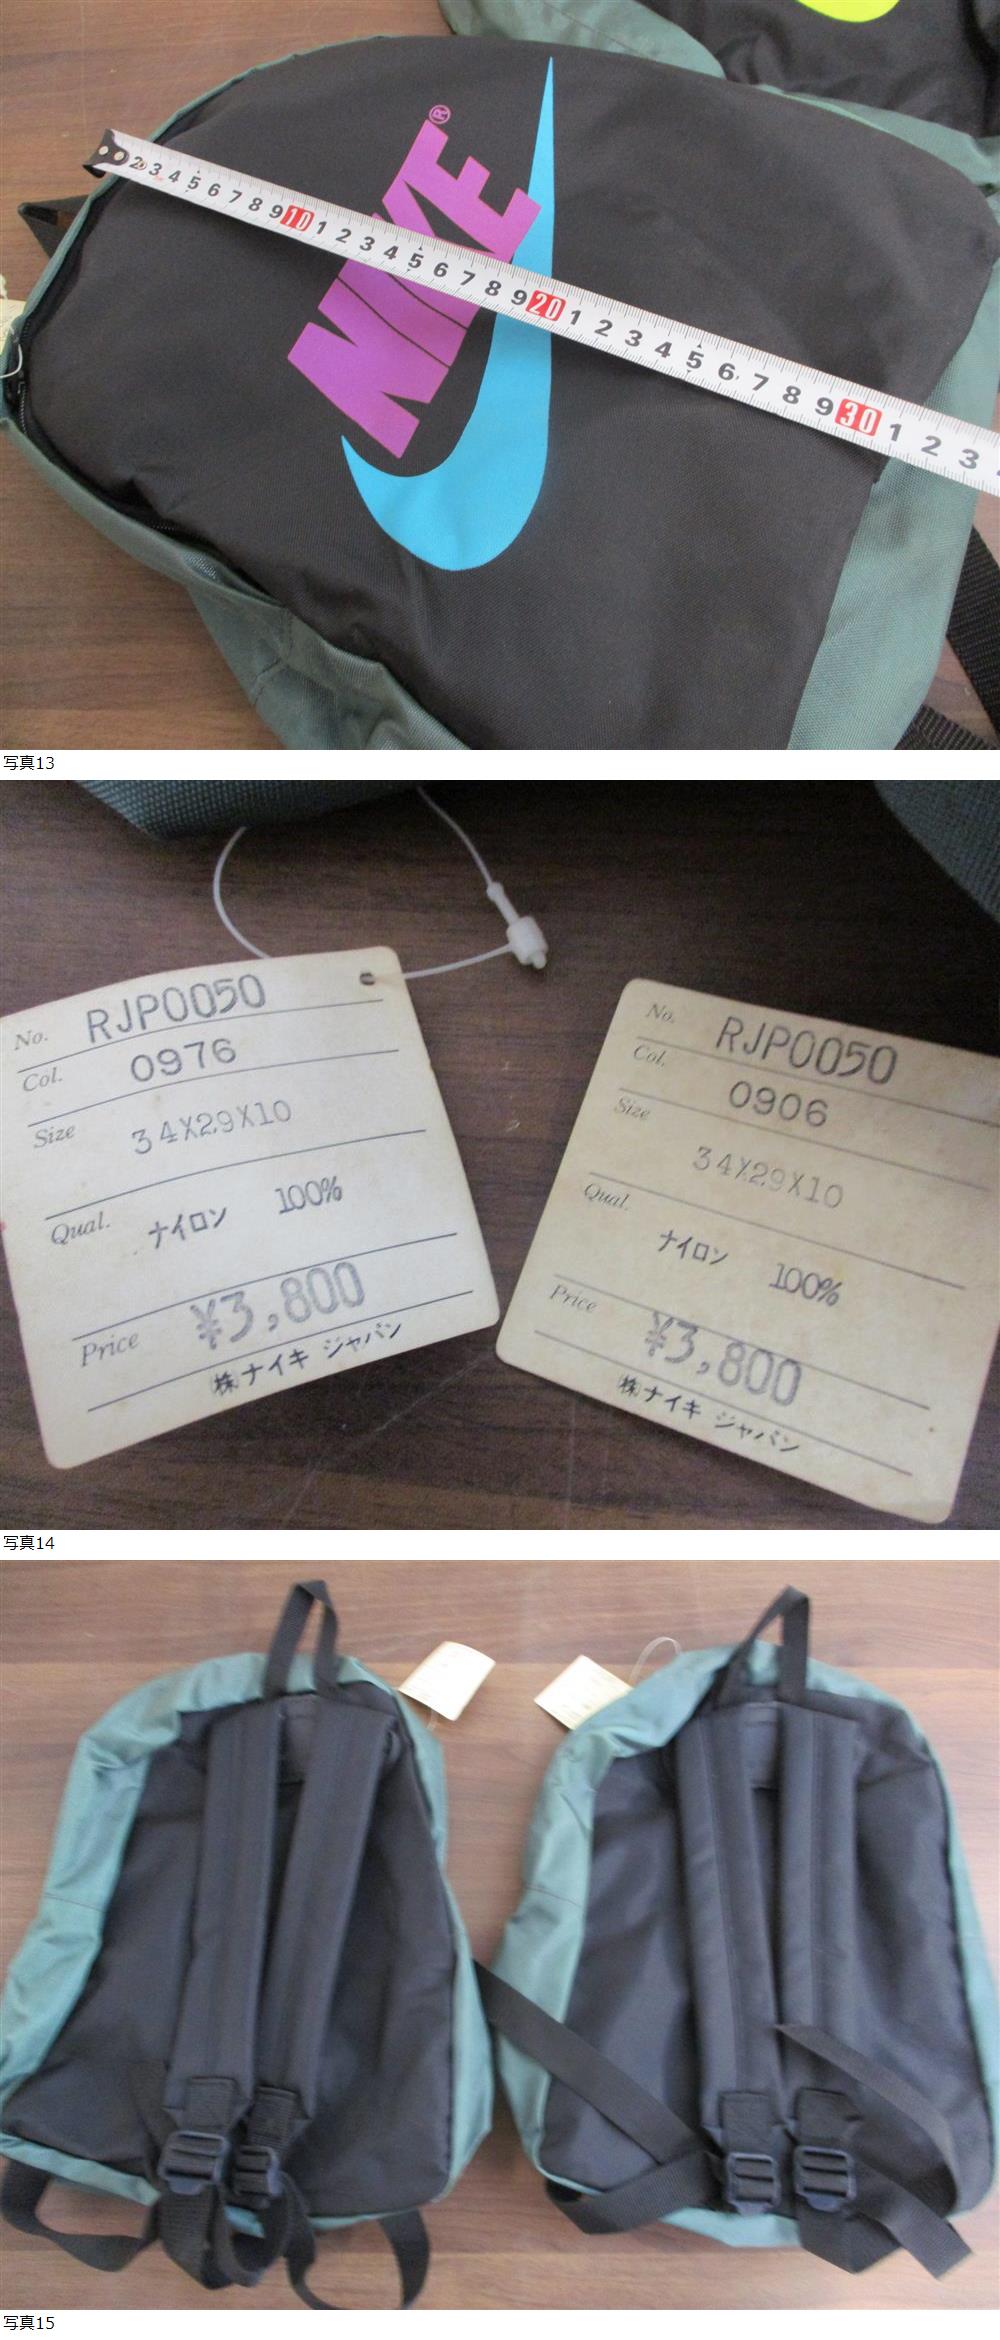 NIKE®
2 3 4 5 6 7 8 9 10 1 2 3 4 5 6 7 8 9 20 1 2 3 4 5 6 7 8 9 30 1 2 3
写真13
No. RJP0050
Col. 0976
Size 34X29X10
Qual. ナイロン 100%
Price ¥3,800
㈱ナイキ ジャパン
No. RJP0050
Col. 0906
Size 34X29X10
Qual. ナイロン 100%
Price ¥3,800
㈱ナイキ ジャパン
写真14
写真15